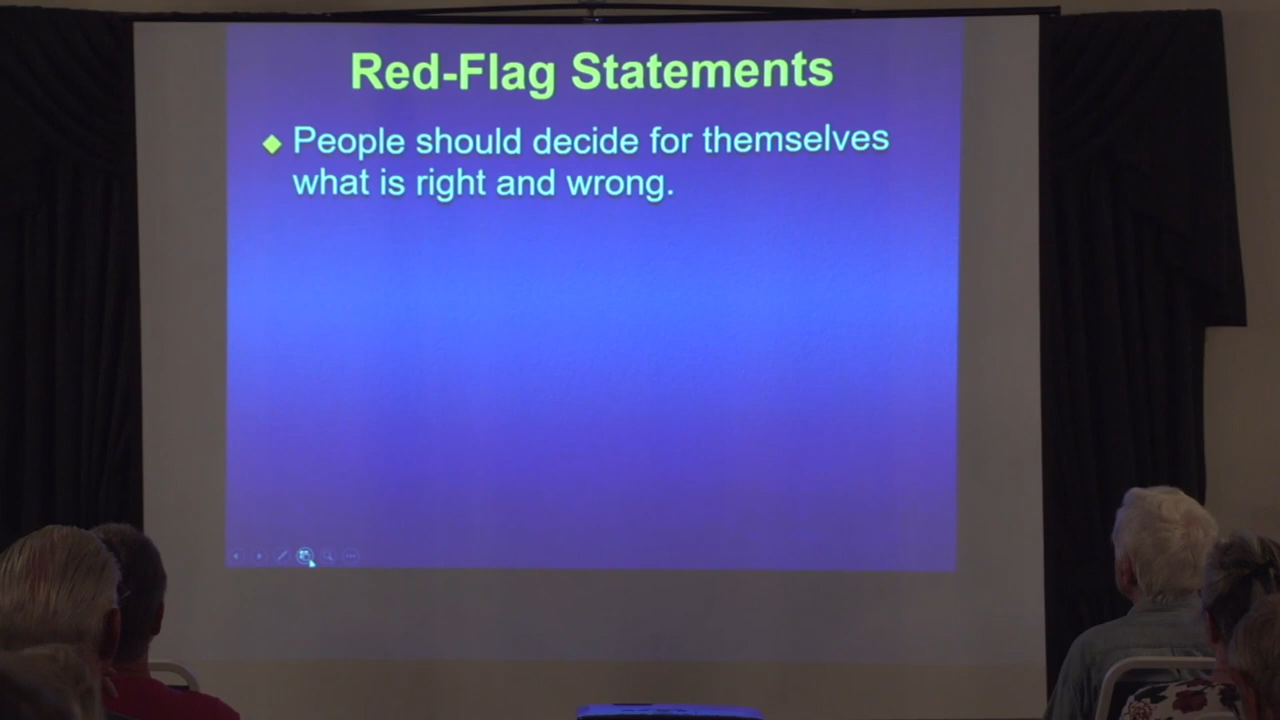 Red-Flag Statements
People should decide for themselves
what is right and wrong.